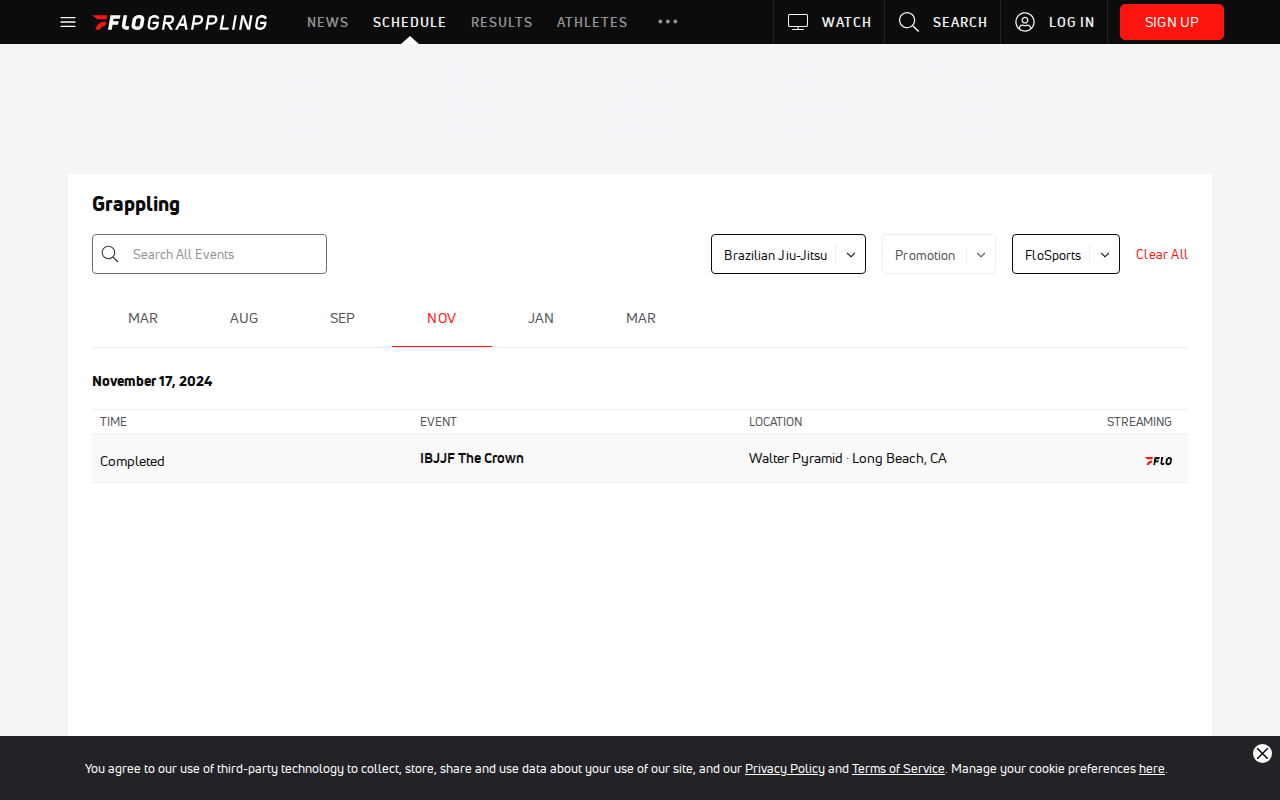 FLOGRAPPLING NEWS SCHEDULE RESULTS ATHLETES WATCH SEARCH LOG IN SIGN UP
Grappling
Search All Events Brazilian Jiu-Jitsu Promotion FloSports Clear All
MAR AUG SEP NOV JAN MAR
November 17, 2024
TIME EVENT LOCATION STREAMING
Completed IBJJF The Crown Walter Pyramid · Long Beach, CA FLO
You agree to our use of third-party technology to collect, store, share and use data about your use of our site, and our Privacy Policy and Terms of Service. Manage your cookie preferences here.